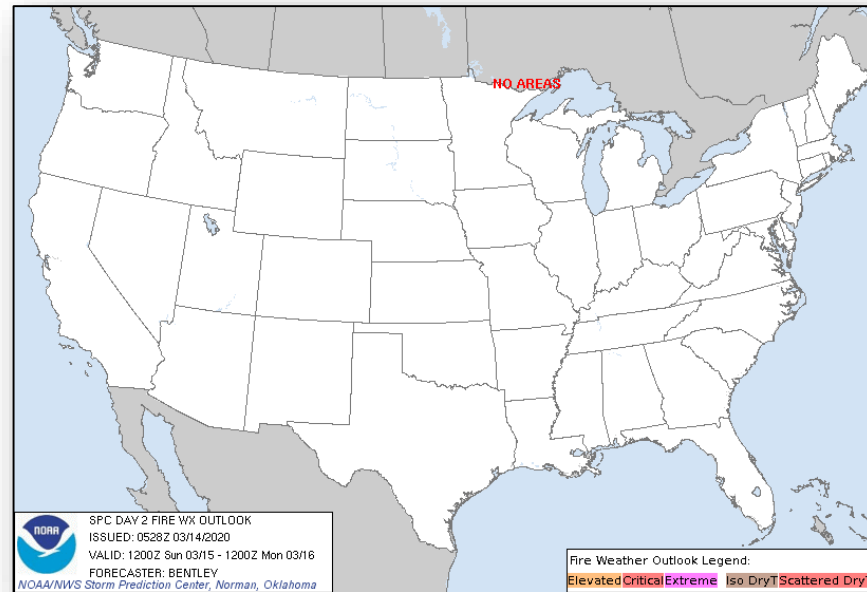 NO AREAS
NOAA
SPC DAY 2 FIRE WX OUTLOOK
ISSUED: 0528Z 03/14/2020
VALID: 1200Z Sun 03/15 - 1200Z Mon 03/16
FORECASTER: BENTLEY
NOAA/NWS Storm Prediction Center, Norman, Oklahoma
Fire Weather Outlook Legend:
Elevated Critical Extreme Iso DryT Scattered DryT